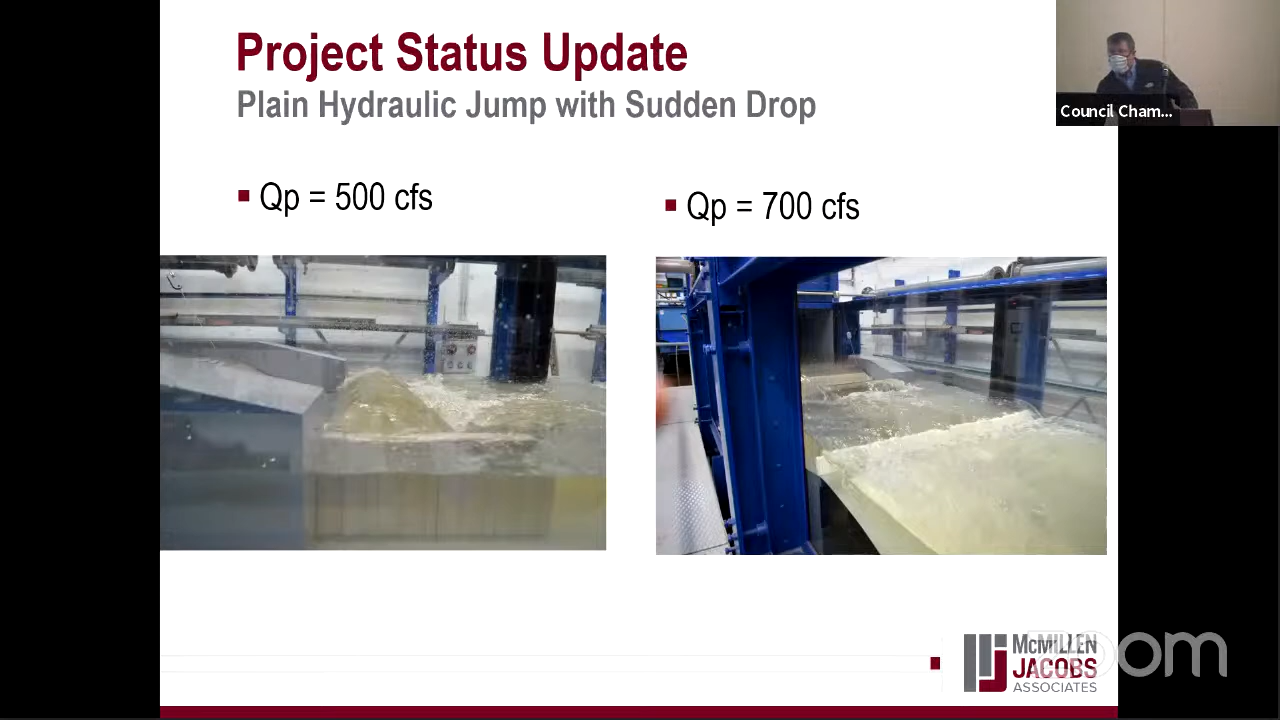 Project Status Update
Plain Hydraulic Jump with Sudden Drop
Council Cham...
Qp = 500 cfs
Qp = 700 cfs
McMILLEN
JACOBS
ASSOCIATES
zoom